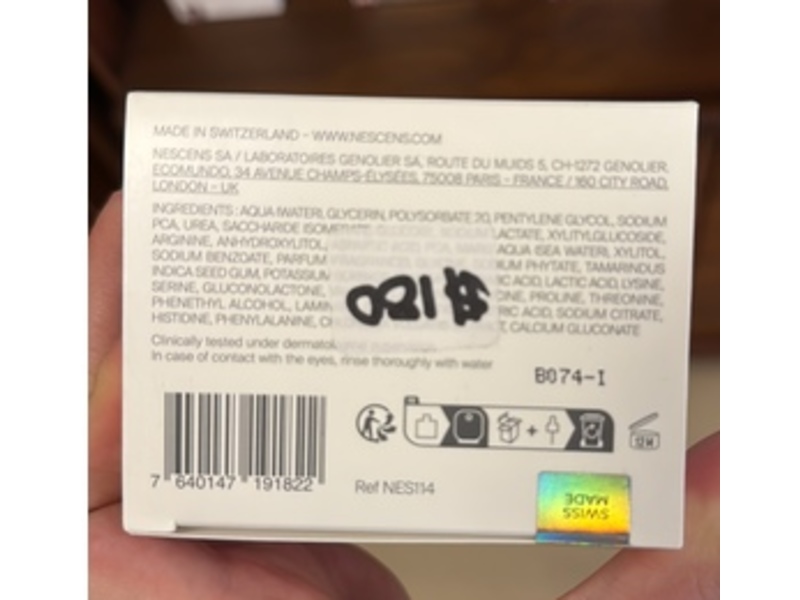 MADE IN SWITZERLAND - WWW.NESCENS.COM
NESCENS SA / LABORATOIRES GENOLIER SA, ROUTE DU MUIDS 5, CH-1272 GENOLIER,
ECOMUNDO, 34 AVENUE CHAMPS-ÉLYSÉES, 75008 PARIS - FRANCE / 160 CITY ROAD,
LONDON - UK
INGREDIENTS : AQUA (WATER), GLYCERIN, POLYSORBATE 20, PENTYLENE GLYCOL, SODIUM
PCA, UREA, SACCHARIDE LACTATE, XYLITYLGLUCOSIDE,
ARGININE, ANHYDROXYLITOL, AQUA (SEA WATER), XYLITOL,
SODIUM BENZOATE, PARFUM PHYTATE, TAMARINDUS
INDICA SEED GUM, POTASSIUM LACTIC ACID, LYSINE,
SERINE, GLUCONOLACTONE, PROLINE, THREONINE,
PHENETHYL ALCOHOL, ACID, SODIUM CITRATE,
HISTIDINE, PHENYLALANINE, CALCIUM GLUCONATE
$180
Clinically tested under
In case of contact with the eyes, rinse thoroughly with water
B074-I
12M
7 640147 191822
Ref NES114
SWISS
MADE